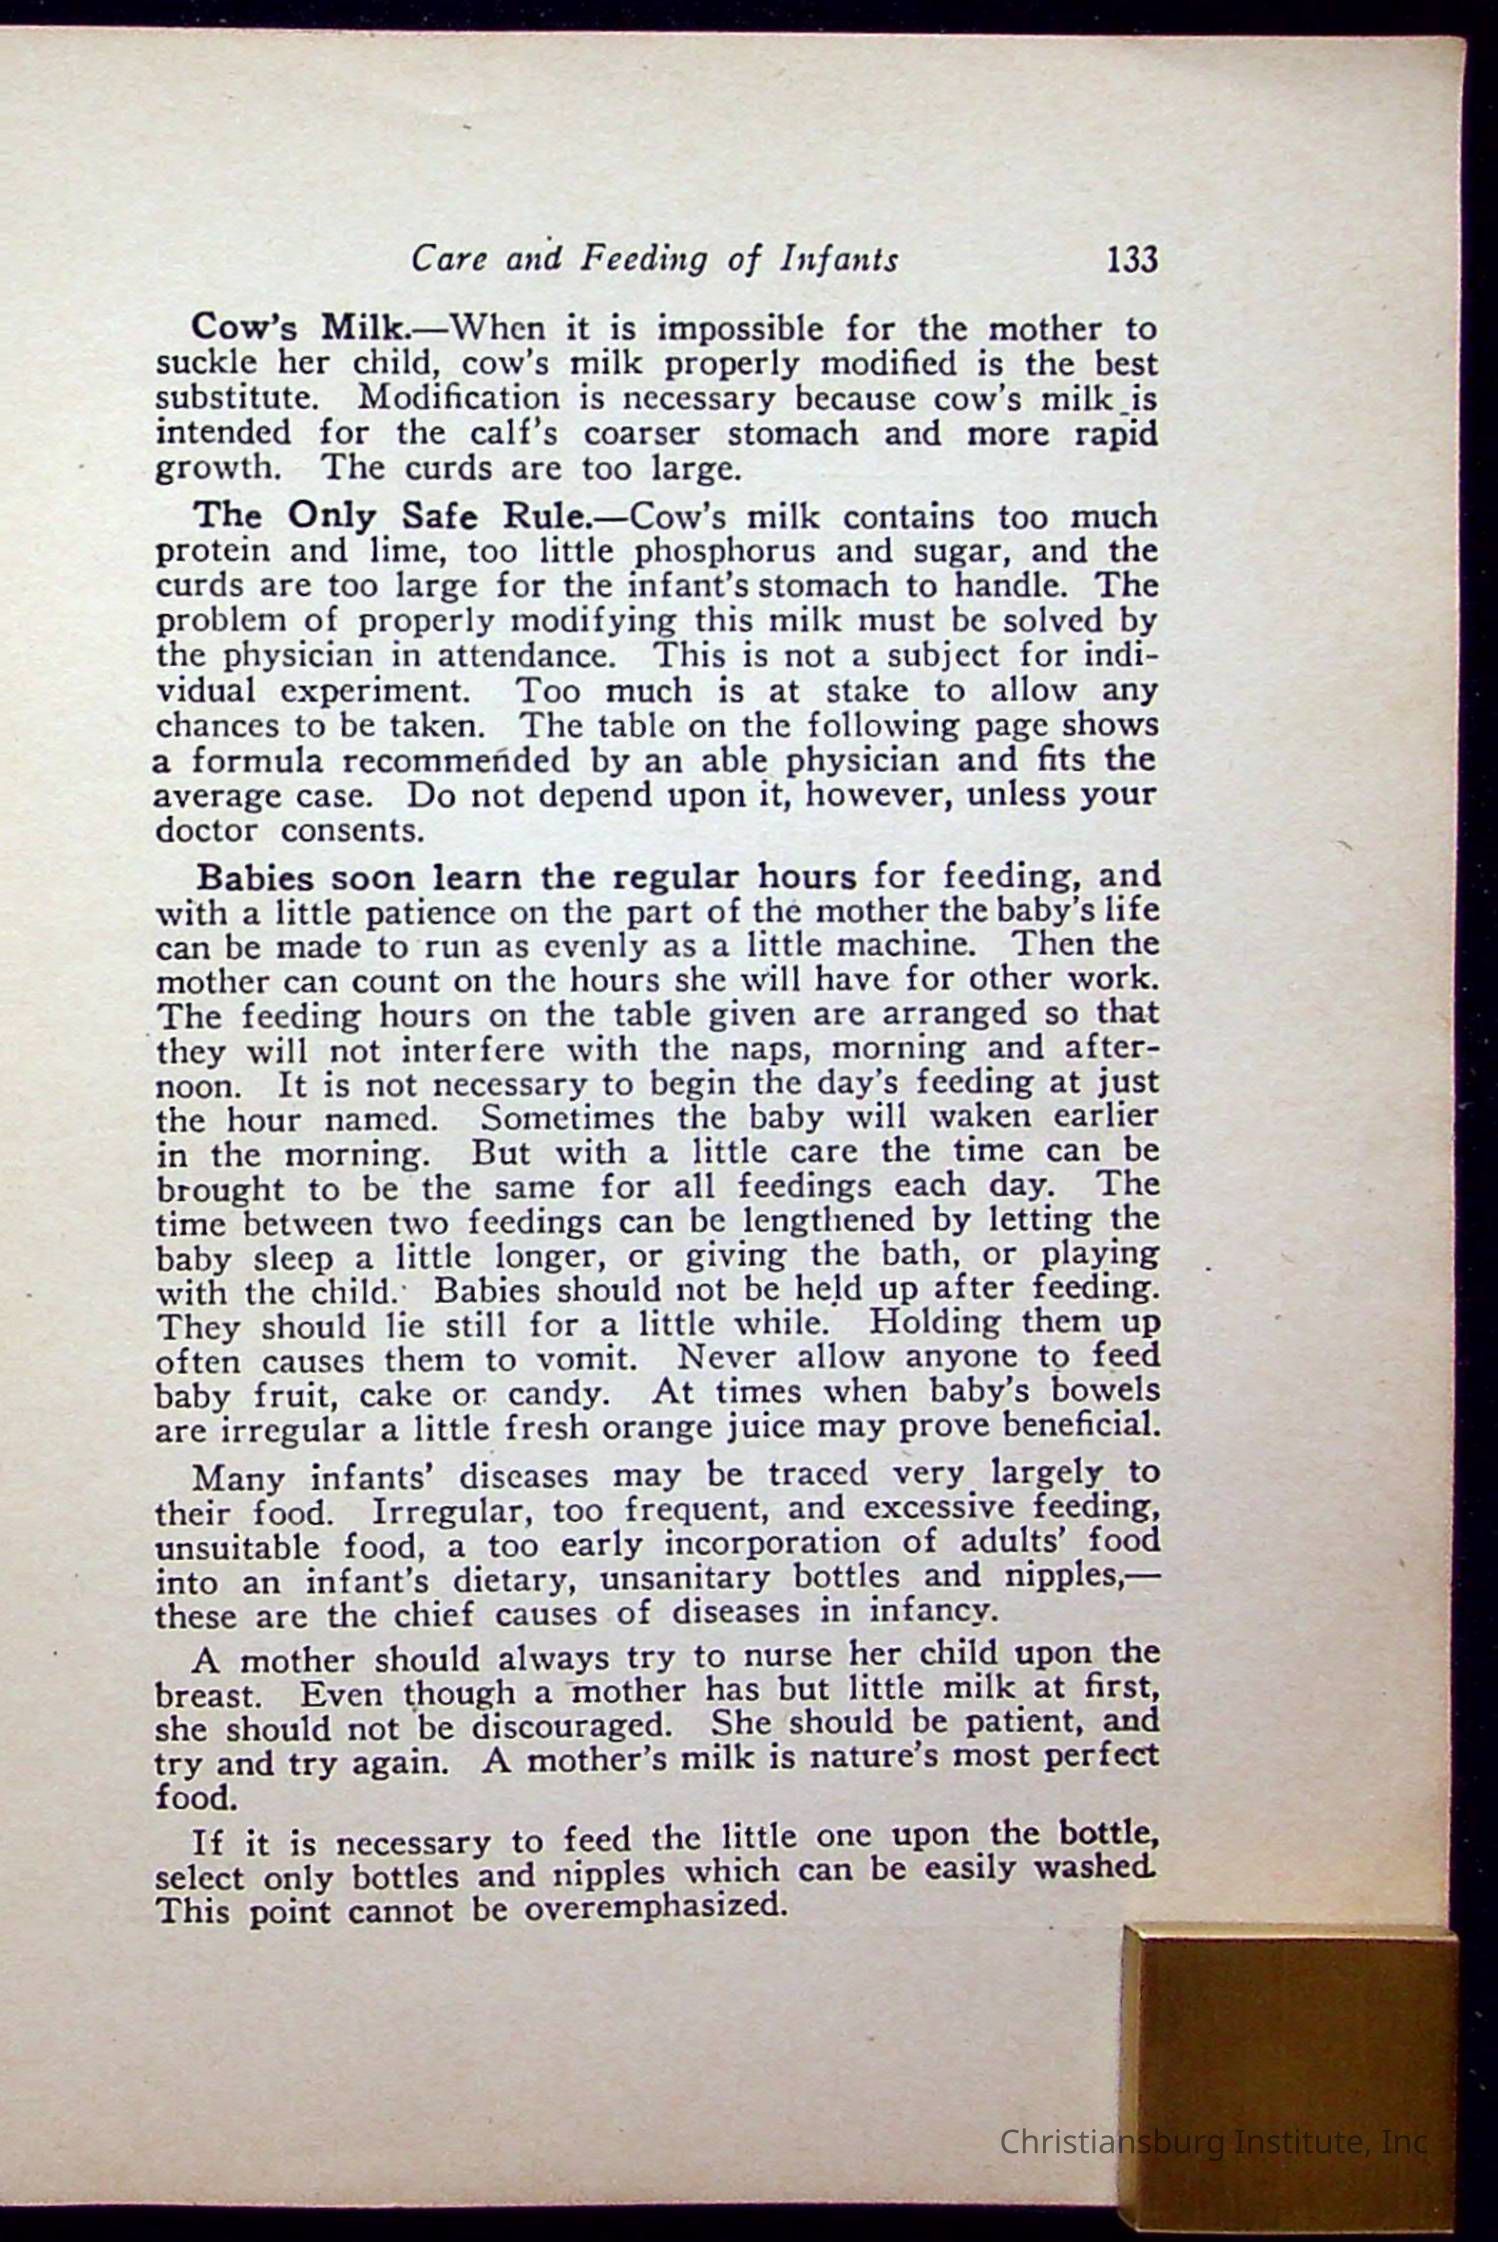 Care and Feeding of Infants 133
Cow's Milk.—When it is impossible for the mother to
suckle her child, cow's milk properly modified is the best
substitute. Modification is necessary because cow's milk is
intended for the calf's coarser stomach and more rapid
growth. The curds are too large.
The Only Safe Rule.—Cow's milk contains too much
protein and lime, too little phosphorus and sugar, and the
curds are too large for the infant's stomach to handle. The
problem of properly modifying this milk must be solved by
the physician in attendance. This is not a subject for indi-
vidual experiment. Too much is at stake to allow any
chances to be taken. The table on the following page shows
a formula recommended by an able physician and fits the
average case. Do not depend upon it, however, unless your
doctor consents.
Babies soon learn the regular hours for feeding, and
with a little patience on the part of the mother the baby's life
can be made to run as evenly as a little machine. Then the
mother can count on the hours she will have for other work.
The feeding hours on the table given are arranged so that
they will not interfere with the naps, morning and after-
noon. It is not necessary to begin the day's feeding at just
the hour named. Sometimes the baby will waken earlier
in the morning. But with a little care the time can be
brought to be the same for all feedings each day. The
time between two feedings can be lengthened by letting the
baby sleep a little longer, or giving the bath, or playing
with the child. Babies should not be held up after feeding.
They should lie still for a little while. Holding them up
often causes them to vomit. Never allow anyone to feed
baby fruit, cake or candy. At times when baby's bowels
are irregular a little fresh orange juice may prove beneficial.
Many infants' diseases may be traced very largely to
their food. Irregular, too frequent, and excessive feeding,
unsuitable food, a too early incorporation of adults' food
into an infant's dietary, unsanitary bottles and nipples,—
these are the chief causes of diseases in infancy.
A mother should always try to nurse her child upon the
breast. Even though a mother has but little milk at first,
she should not be discouraged. She should be patient, and
try and try again. A mother's milk is nature's most perfect
food.
If it is necessary to feed the little one upon the bottle,
select only bottles and nipples which can be easily washed
This point cannot be overemphasized.
Christiansburg Institute, Inc